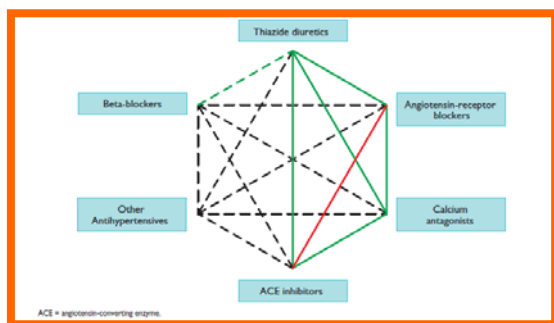 Thiazide diuretics
Beta-blockers
Angiotensin-receptor
blockers
Other
Antihypertensives
Calcium
antagonists
ACE inhibitors
ACE = angiotensin-converting enzyme.